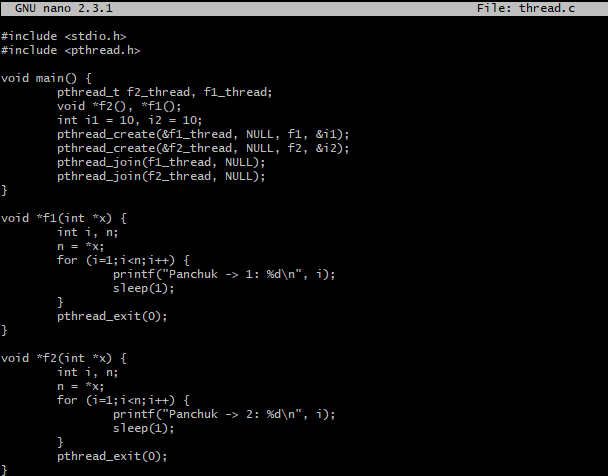 GNU nano 2.3.1 File: thread.c
#include <stdio.h>
#include <pthread.h>
void main() {
        pthread_t f2_thread, f1_thread;
        void *f2(), *f1();
        int i1 = 10, i2 = 10;
        pthread_create(&f1_thread, NULL, f1, &i1);
        pthread_create(&f2_thread, NULL, f2, &i2);
        pthread_join(f1_thread, NULL);
        pthread_join(f2_thread, NULL);
}
void *f1(int *x) {
        int i, n;
        n = *x;
        for (i=1;i<n;i++) {
                printf("Panchuk -> 1: %d\n", i);
                sleep(1);
        }
        pthread_exit(0);
}
void *f2(int *x) {
        int i, n;
        n = *x;
        for (i=1;i<n;i++) {
                printf("Panchuk -> 2: %d\n", i);
                sleep(1);
        }
        pthread_exit(0);
}